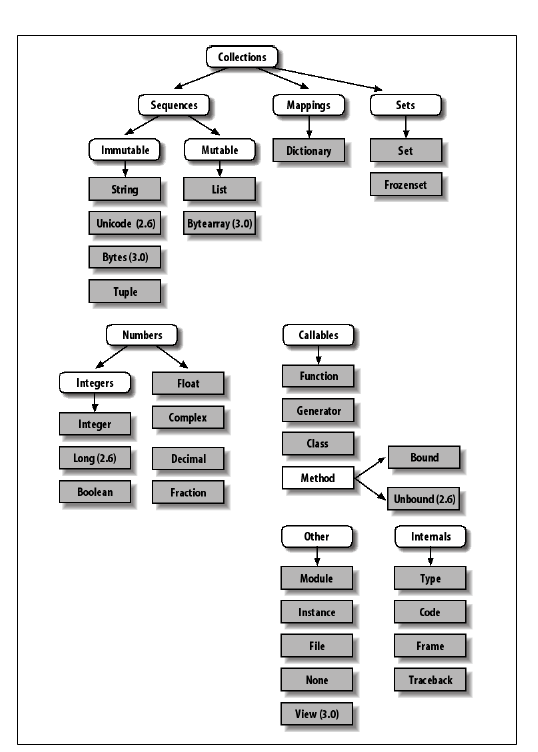 Collections
Sequences
Mappings
Sets
Immutable
Mutable
Dictionary
Set
String
List
Frozenset
Unicode (2.6)
Bytearray (3.0)
Bytes (3.0)
Tuple
Numbers
Callables
Integers
Float
Function
Integer
Complex
Generator
Long (2.6)
Decimal
Class
Boolean
Fraction
Method
Bound
Unbound (2.6)
Other
Internals
Module
Type
Instance
Code
File
Frame
None
Traceback
View (3.0)